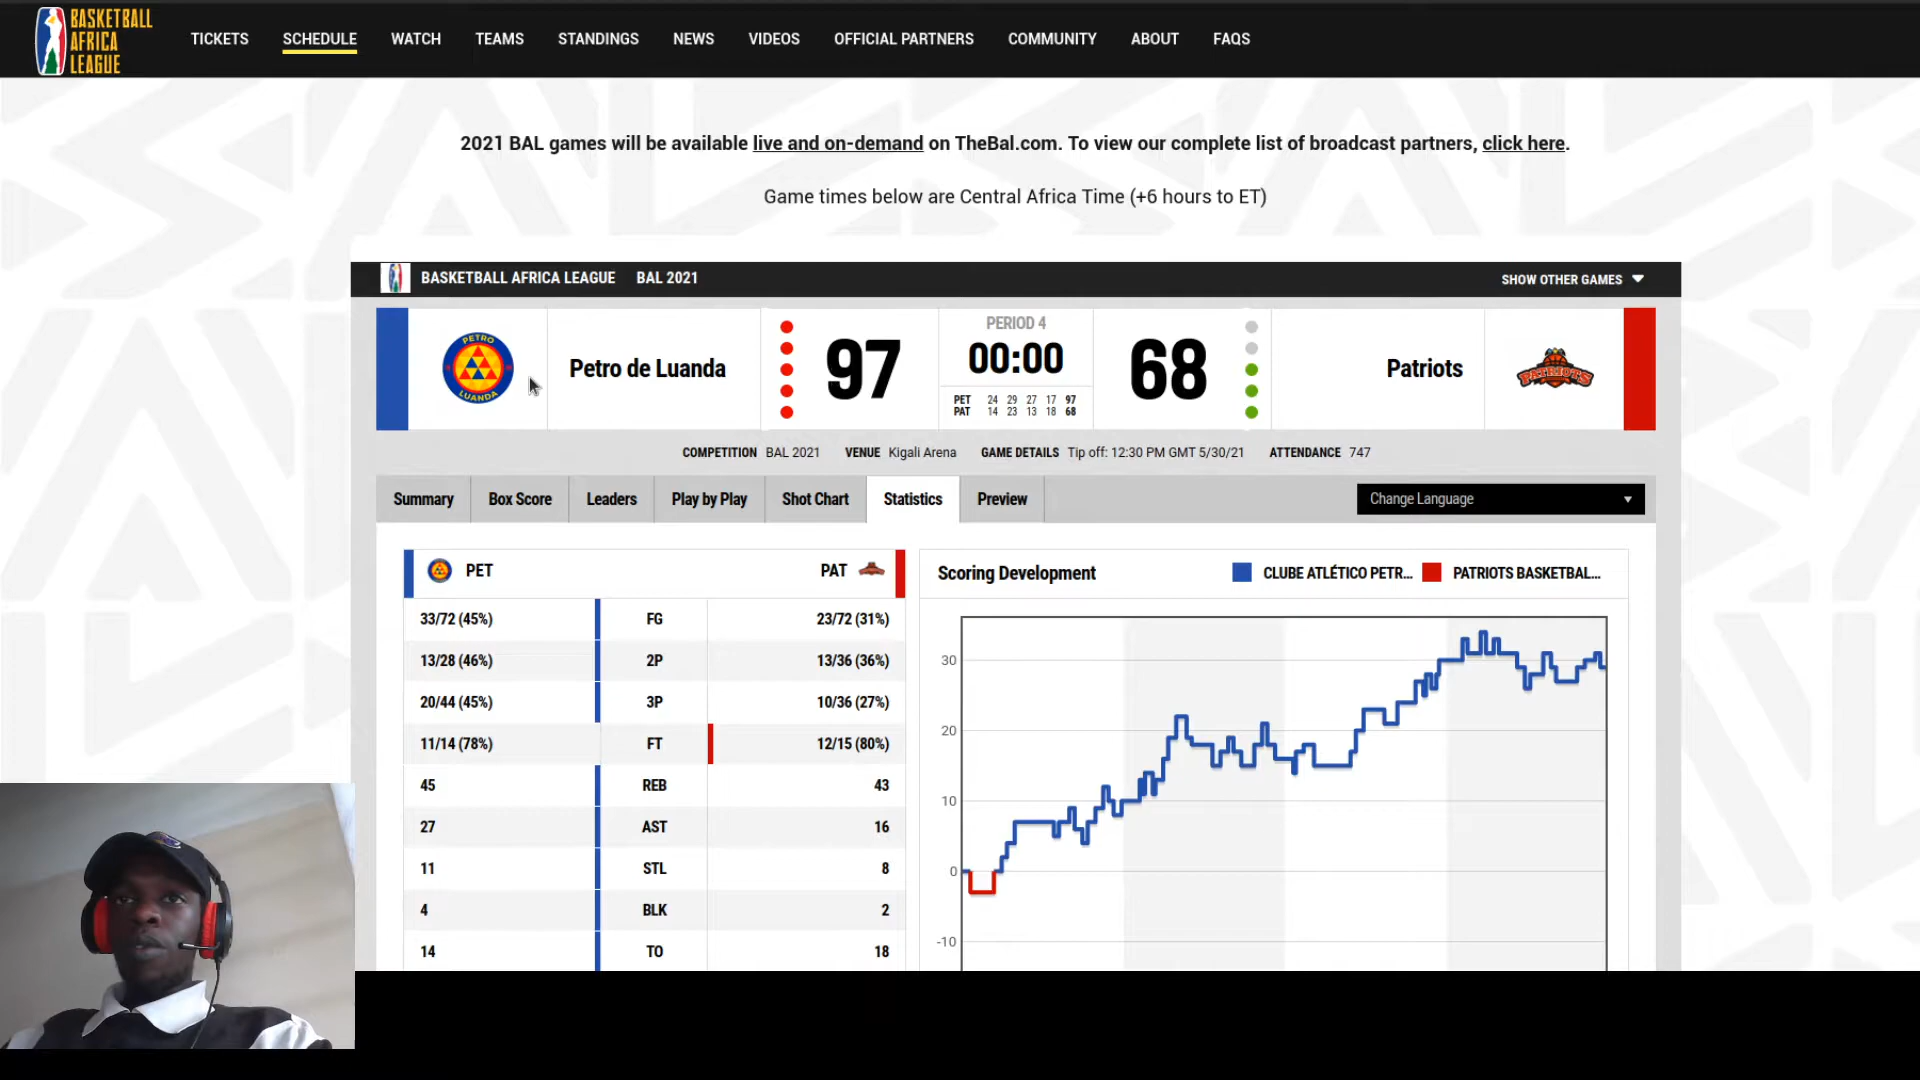 BASKETBALL
AFRICA
LEAGUE
TICKETS SCHEDULE WATCH TEAMS STANDINGS NEWS VIDEOS OFFICIAL PARTNERS COMMUNITY ABOUT FAQS
2021 BAL games will be available live and on-demand on TheBal.com. To view our complete list of broadcast partners, click here.
Game times below are Central Africa Time (+6 hours to ET)
BASKETBALL AFRICA LEAGUE BAL 2021 SHOW OTHER GAMES
PETRO
LUANDA
Petro de Luanda
97
PERIOD 4
00:00
PET 24 29 27 17 97
PAT 14 23 13 18 68
68
Patriots
PATRIOTS
COMPETITION BAL 2021 VENUE Kigali Arena GAME DETAILS Tip off: 12:30 PM GMT 5/30/21 ATTENDANCE 747
Summary Box Score Leaders Play by Play Shot Chart Statistics Preview Change Language
PET PAT
33/72 (45%) FG 23/72 (31%)
13/28 (46%) 2P 13/36 (36%)
20/44 (45%) 3P 10/36 (27%)
11/14 (78%) FT 12/15 (80%)
45 REB 43
27 AST 16
11 STL 8
4 BLK 2
14 TO 18
Scoring Development CLUBE ATLÉTICO PETR... PATRIOTS BASKETBAL...
30
20
10
0
-10